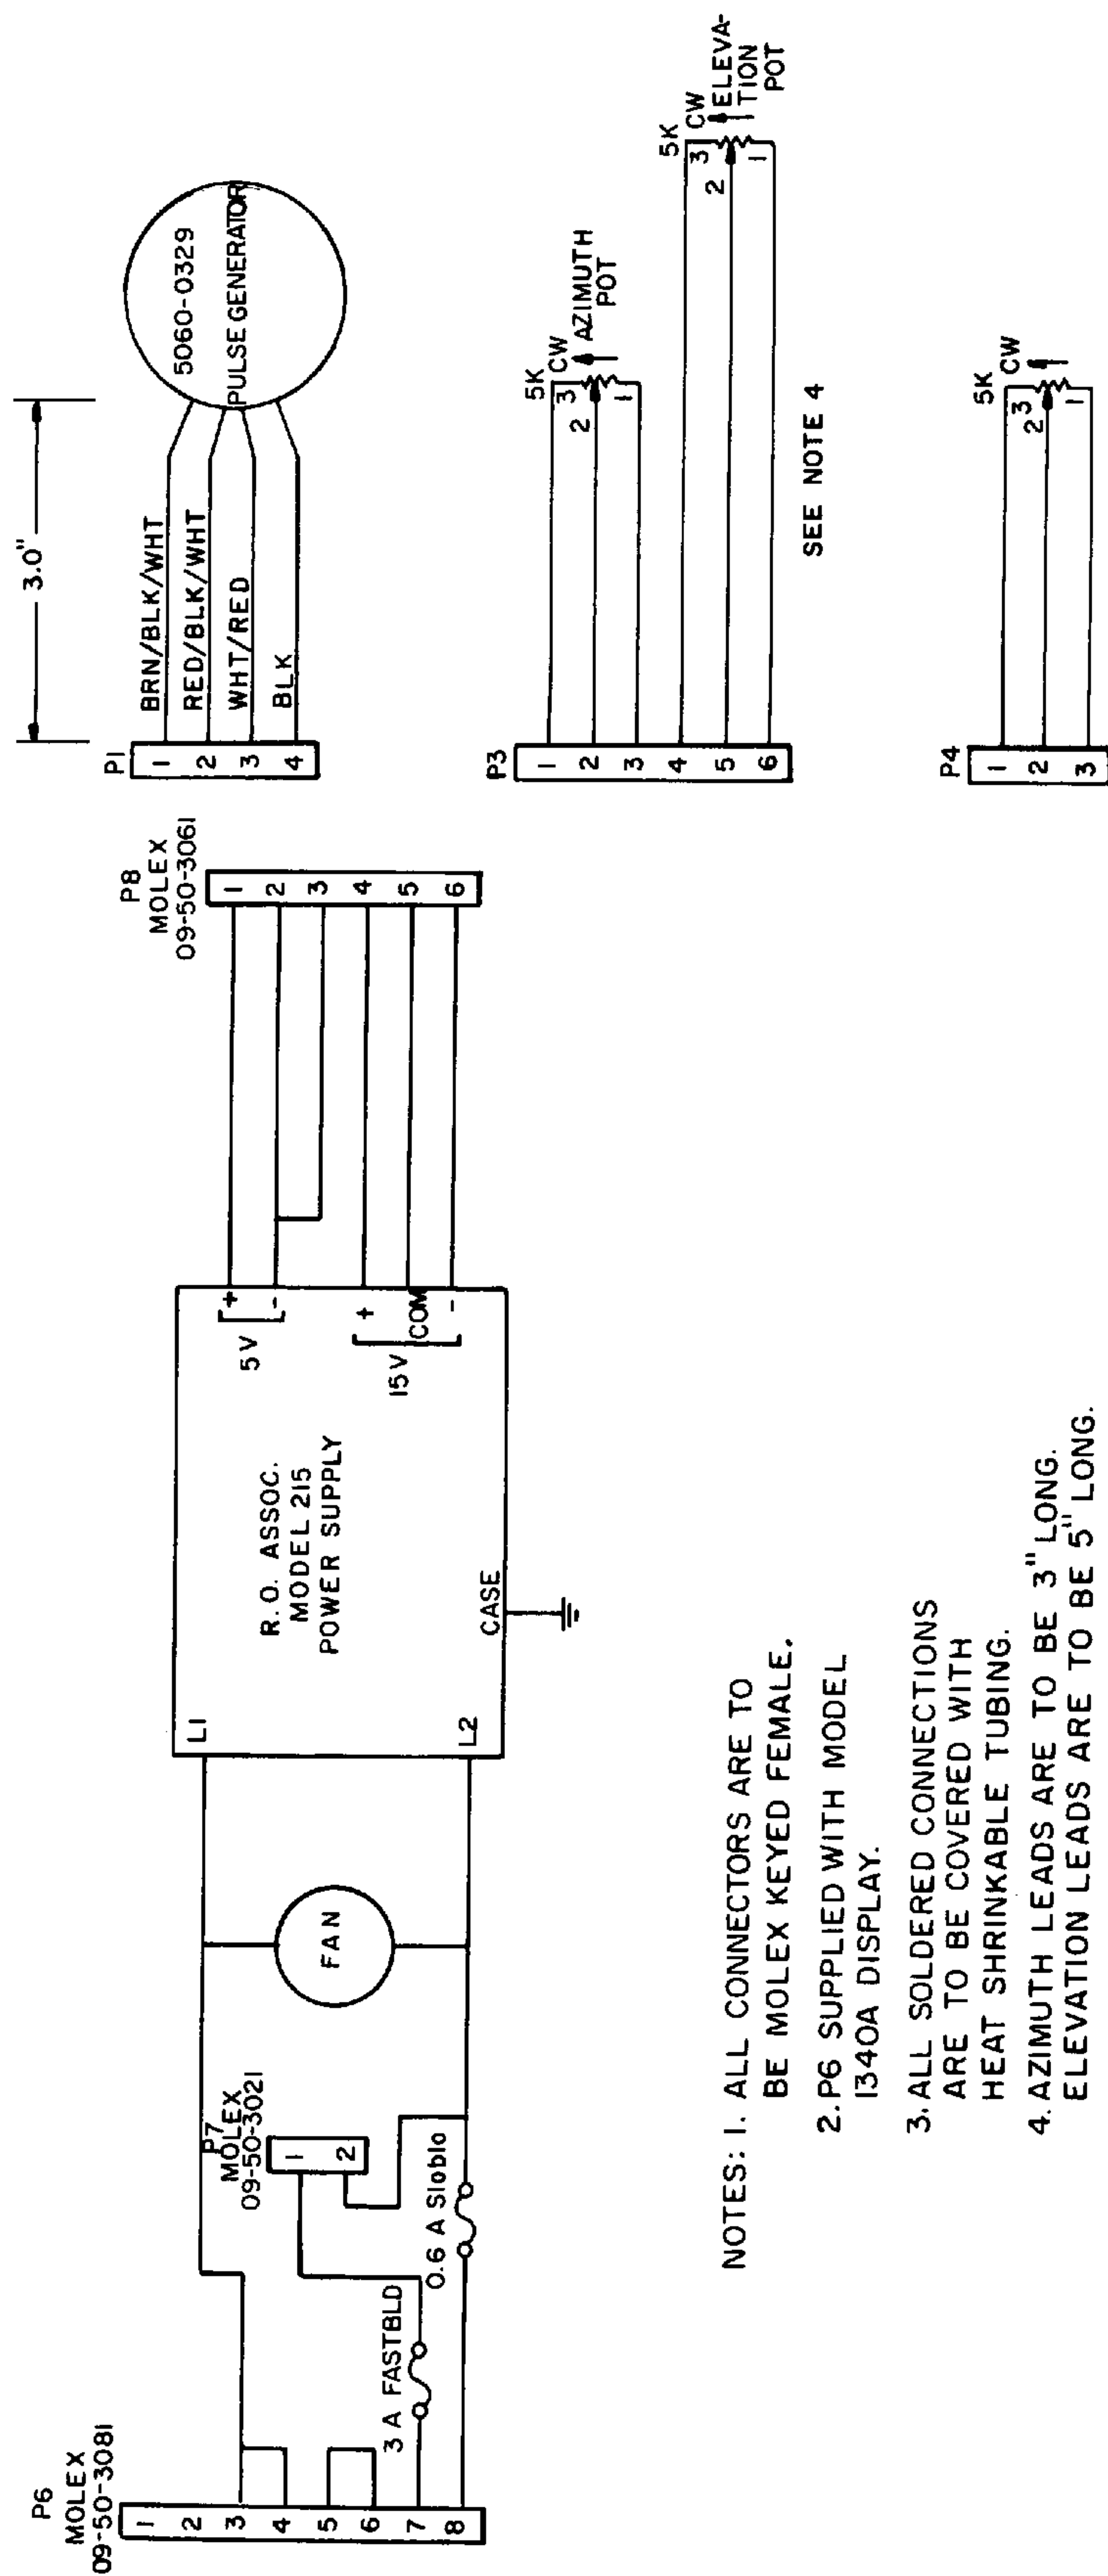 P6
MOLEX
09-50-3081
1
2
3
4
5
6
7
8
3 A FASTBLD
0.6 A Sloblo
P7
MOLEX
09-50-3021
1
2
FAN
L1
L2
R.O. ASSOC.
MODEL 215
POWER SUPPLY
CASE
5V
+
-
15V
+
COM
-
P8
MOLEX
09-50-3061
1
2
3
4
5
6
3.0"
P1
1
2
3
4
BRN/BLK/WHT
RED/BLK/WHT
WHT/RED
BLK
5060-0329
PULSE GENERATOR
P3
1
2
3
4
5
6
5K
CW
3
2
1
AZIMUTH
POT
5K
CW
3
2
1
ELEVA-
TION
POT
SEE NOTE 4
P4
1
2
3
5K
CW
3
2
1
NOTES: 1. ALL CONNECTORS ARE TO
BE MOLEX KEYED FEMALE.
2. P6 SUPPLIED WITH MODEL
1340A DISPLAY.
3. ALL SOLDERED CONNECTIONS
ARE TO BE COVERED WITH
HEAT SHRINKABLE TUBING.
4. AZIMUTH LEADS ARE TO BE 3" LONG.
ELEVATION LEADS ARE TO BE 5" LONG.